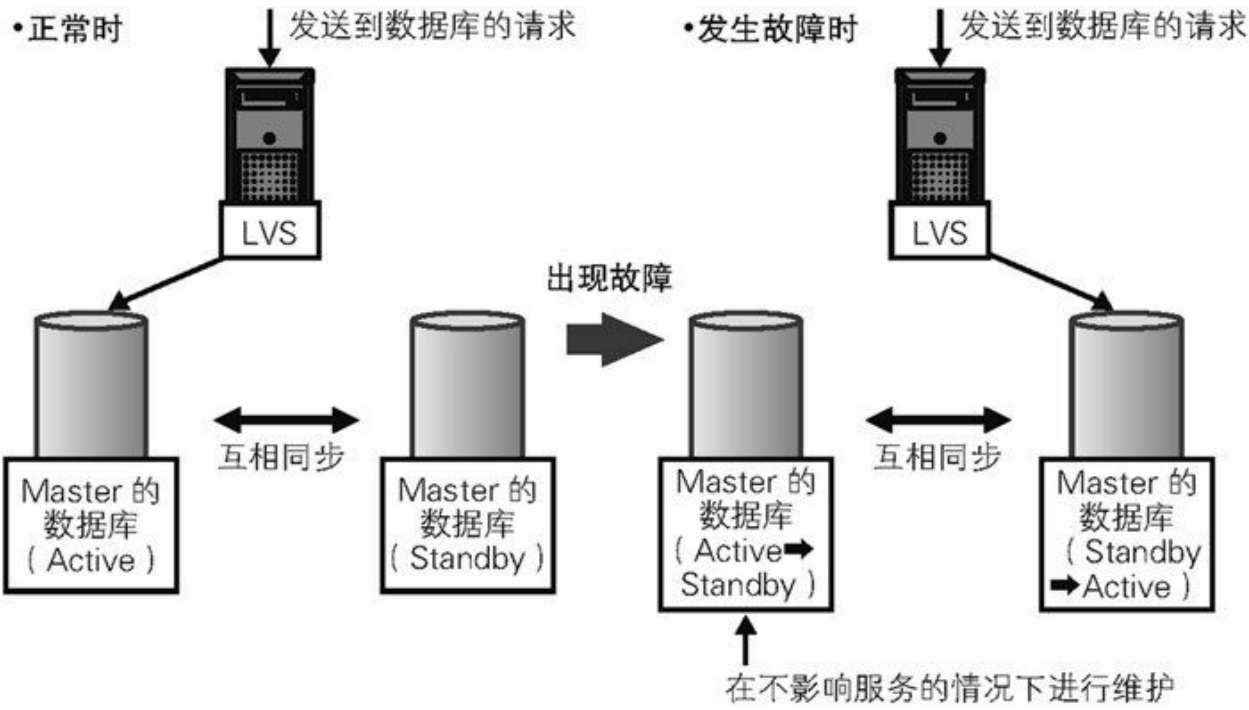 •正常时
发送到数据库的请求
LVS
Master 的
数据库
(Active)
互相同步
Master 的
数据库
(Standby)
出现故障
•发生故障时
发送到数据库的请求
LVS
Master 的
数据库
(Active➡
Standby)
互相同步
Master 的
数据库
(Standby
➡Active)
在不影响服务的情况下进行维护